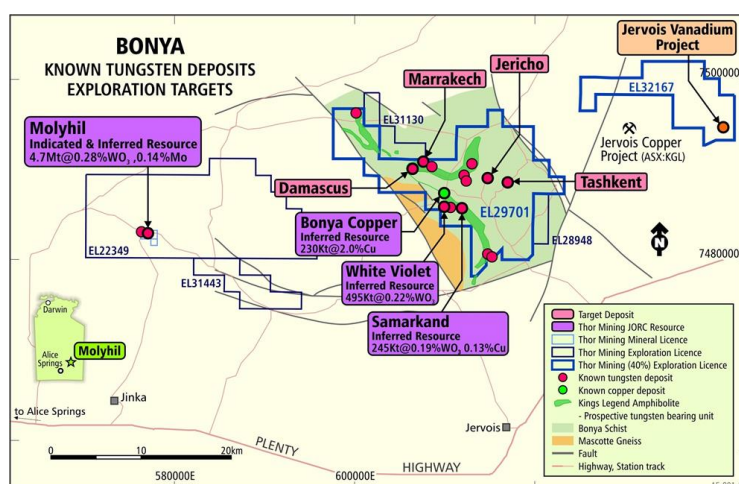 BONYA
KNOWN TUNGSTEN DEPOSITS
EXPLORATION TARGETS
Jervois Vanadium
Project
7500000
EL32167
Jericho
Marrakech
EL31130
Jervois Copper
Project (ASX:KGL)
Molyhil
Indicated & Inferred Resource
4.7Mt@0.28%WO3 ,0.14%Mo
Damascus
Tashkent
Bonya Copper
Inferred Resource
230Kt@2.0%Cu
EL29701
EL28948
N
EL22349
White Violet
Inferred Resource
495Kt@0.22%WO3
7480000
EL31443
Samarkand
Inferred Resource
245Kt@0.19%WO3 0.13%Cu
Darwin
Alice
Springs
Molyhil
Target Deposit
Thor Mining JORC Resource
Thor Mining Mineral Licence
Thor Mining Exploration Licence
Thor Mining (40%) Exploration Licence
Known tungsten deposit
Known copper deposit
Kings Legend Amphibolite
- Prospective tungsten bearing unit
Bonya Schist
Mascotte Gneiss
Fault
Highway, Station track
Jinka
to Alice Springs
Jervois
PLENTY
HIGHWAY
0 10 20km
580000E
600000E